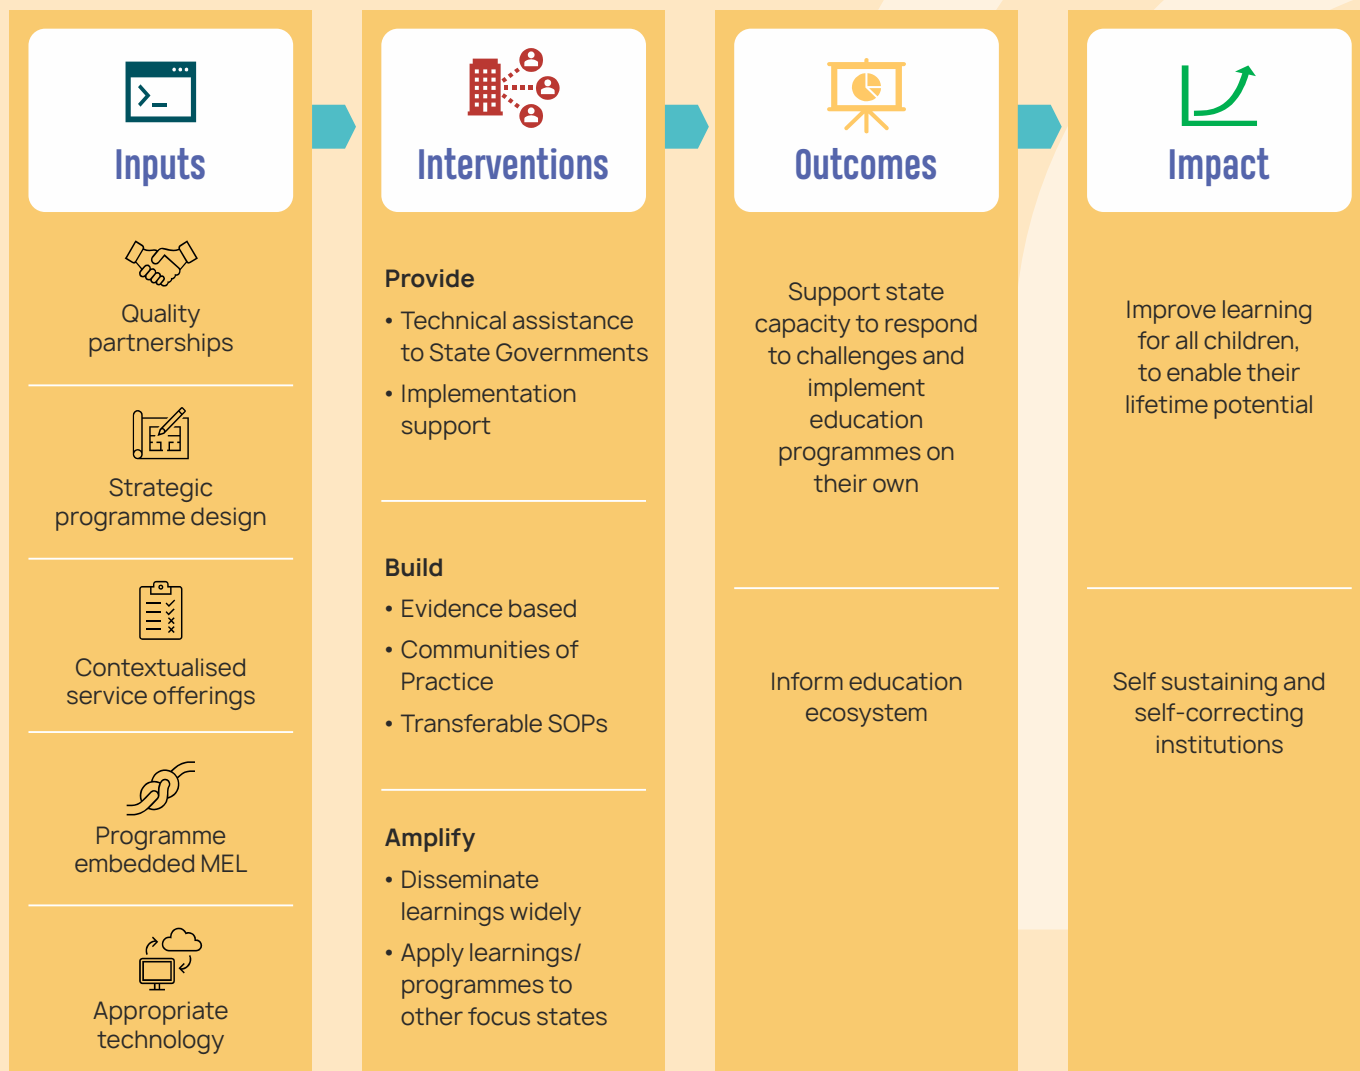 Inputs
Quality
partnerships
Strategic
programme design
Contextualised
service offerings
Programme
embedded MEL
Appropriate
technology
Interventions
Provide
• Technical assistance
to State Governments
• Implementation
support
Build
• Evidence based
• Communities of
Practice
• Transferable SOPs
Amplify
• Disseminate
learnings widely
• Apply learnings/
programmes to
other focus states
Outcomes
Support state
capacity to respond
to challenges and
implement
education
programmes on
their own
Inform education
ecosystem
Impact
Improve learning
for all children,
to enable their
lifetime potential
Self sustaining and
self-correcting
institutions